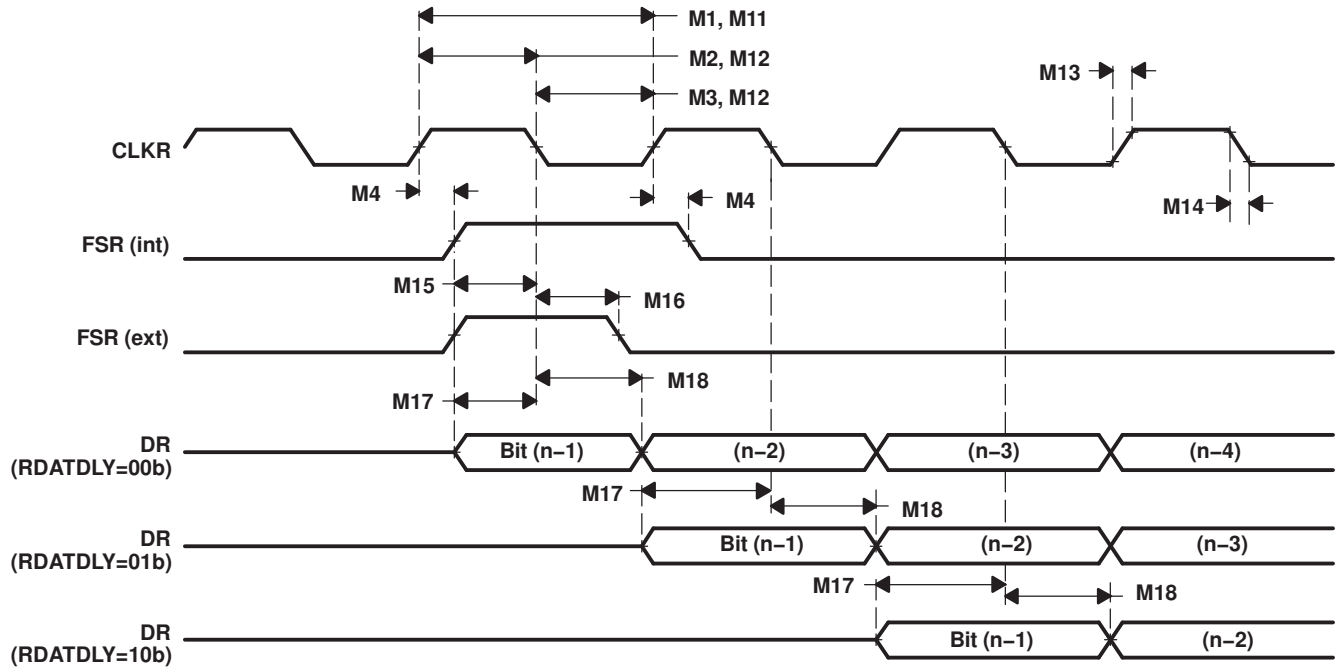 M1, M11
M2, M12
M3, M12
M13
CLKR
M4
M4
M14
FSR (int)
M15
M16
FSR (ext)
M18
M17
DR
(RDATDLY=00b)
Bit (n−1)
(n−2)
(n−3)
(n−4)
M17
M18
DR
(RDATDLY=01b)
Bit (n−1)
(n−2)
(n−3)
M17
M18
DR
(RDATDLY=10b)
Bit (n−1)
(n−2)